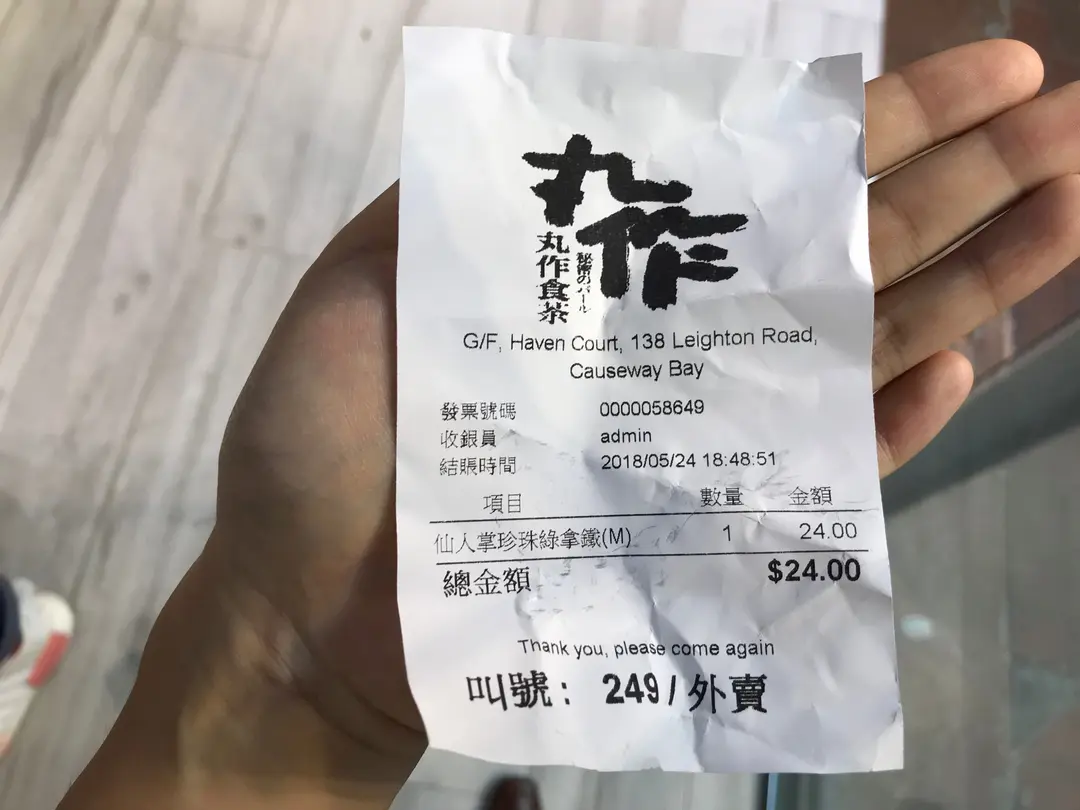 丸作
丸作食茶
秘密のパール
G/F, Haven Court, 138 Leighton Road,
Causeway Bay
發票號碼 0000058649
收銀員 admin
結賬時間 2018/05/24 18:48:51
項目 數量 金額
仙人掌珍珠綠拿鐵(M) 1 24.00
總金額 $24.00
Thank you, please come again
叫號： 249 / 外賣